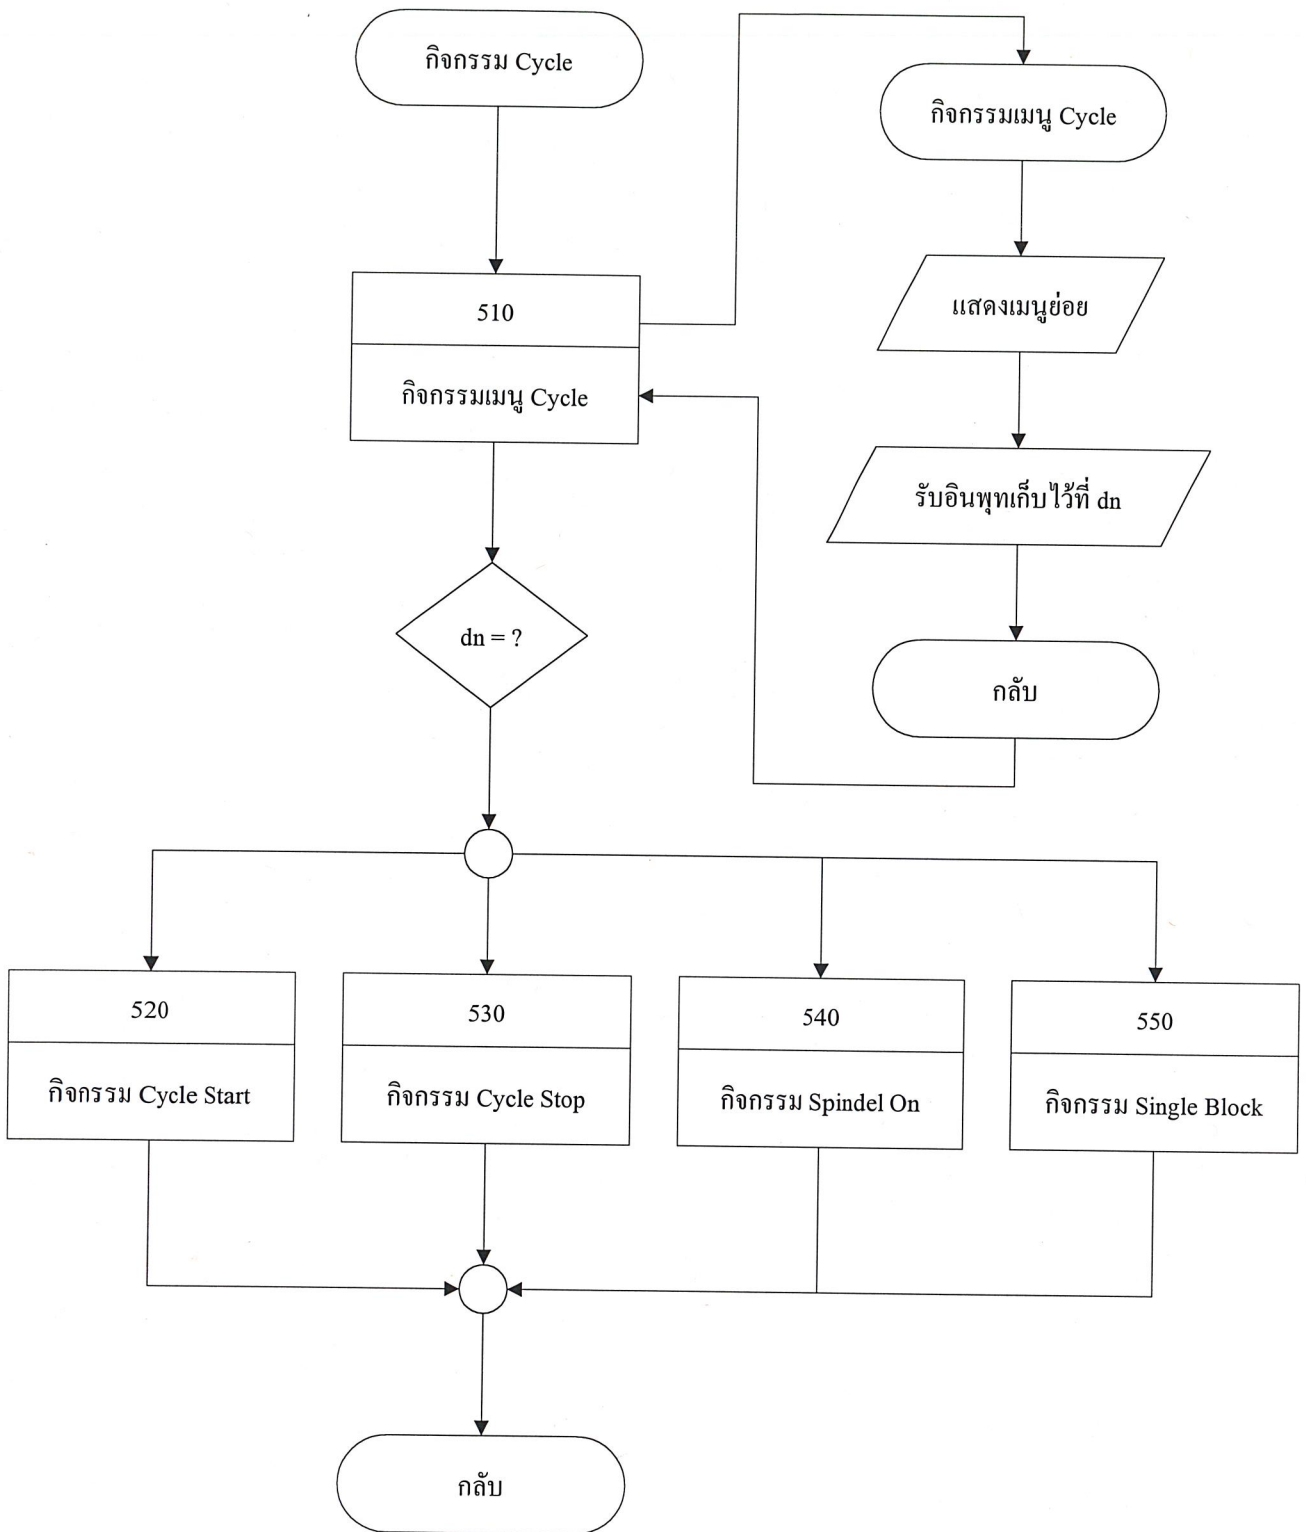 กิจกรรม Cycle
กิจกรรมเมนู Cycle
แสดงเมนูย่อย
510
กิจกรรมเมนู Cycle
รับอินพุทเก็บไว้ที่ dn
dn = ?
กลับ
520
กิจกรรม Cycle Start
530
กิจกรรม Cycle Stop
540
กิจกรรม Spindel On
550
กิจกรรม Single Block
กลับ